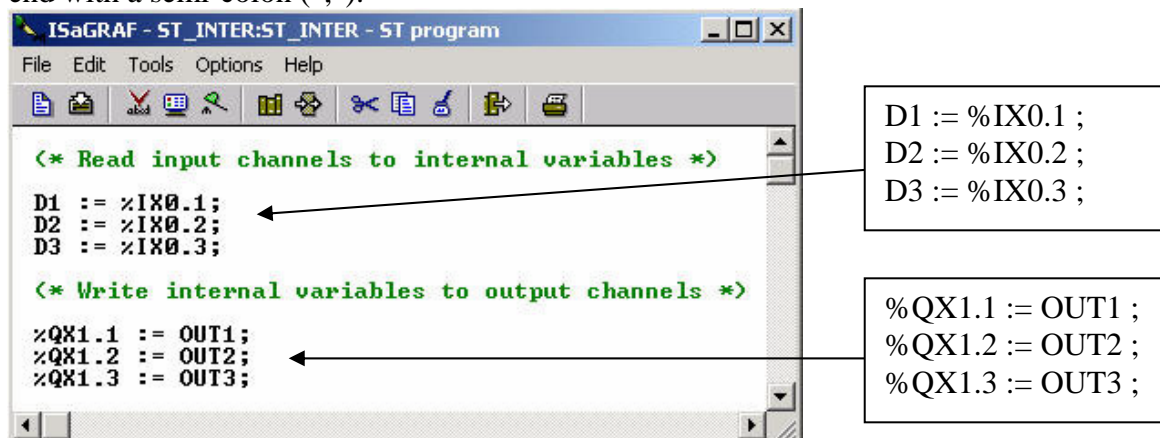 end with a semi-colon (";").
ISaGRAF - ST_INTER:ST_INTER - ST program
File Edit Tools Options Help
(* Read input channels to internal variables *)
D1 := %IX0.1;
D2 := %IX0.2;
D3 := %IX0.3;
(* Write internal variables to output channels *)
%QX1.1 := OUT1;
%QX1.2 := OUT2;
%QX1.3 := OUT3;
D1 := %IX0.1 ;
D2 := %IX0.2 ;
D3 := %IX0.3 ;
%QX1.1 := OUT1 ;
%QX1.2 := OUT2 ;
%QX1.3 := OUT3 ;